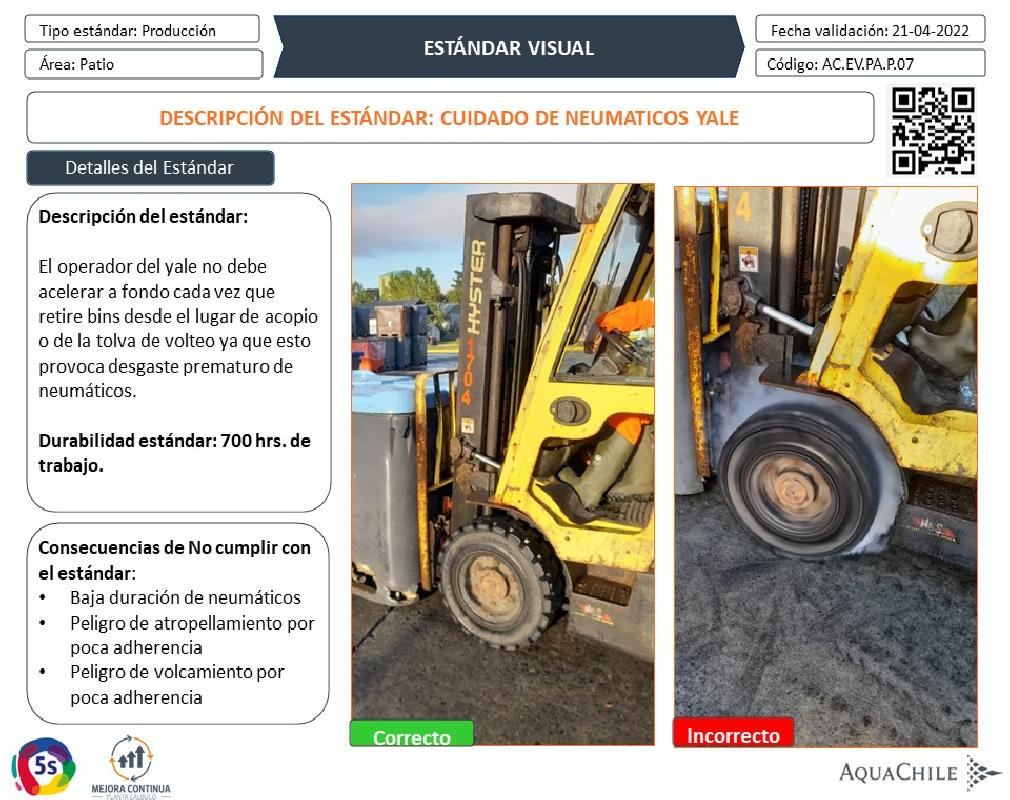 Tipo estándar: Producción
Área: Patio
ESTÁNDAR VISUAL
Fecha validación: 21-04-2022
Código: AC.EV.PA.P.07
DESCRIPCIÓN DEL ESTÁNDAR: CUIDADO DE NEUMATICOS YALE
Detalles del Estándar
Descripción del estándar:
El operador del yale no debe
acelerar a fondo cada vez que
retire bins desde el lugar de acopio
o de la tolva de volteo ya que esto
provoca desgaste prematuro de
neumáticos.
Durabilidad estándar: 700 hrs. de
trabajo.
Consecuencias de No cumplir con
el estándar:
• Baja duración de neumáticos
• Peligro de atropellamiento por
poca adherencia
• Peligro de volcamiento por
poca adherencia
HYSTER
1704
Correcto
4
Incorrecto
5s
MEJORA CONTINUA
PLANTA CALBUCO
AQUACHILE